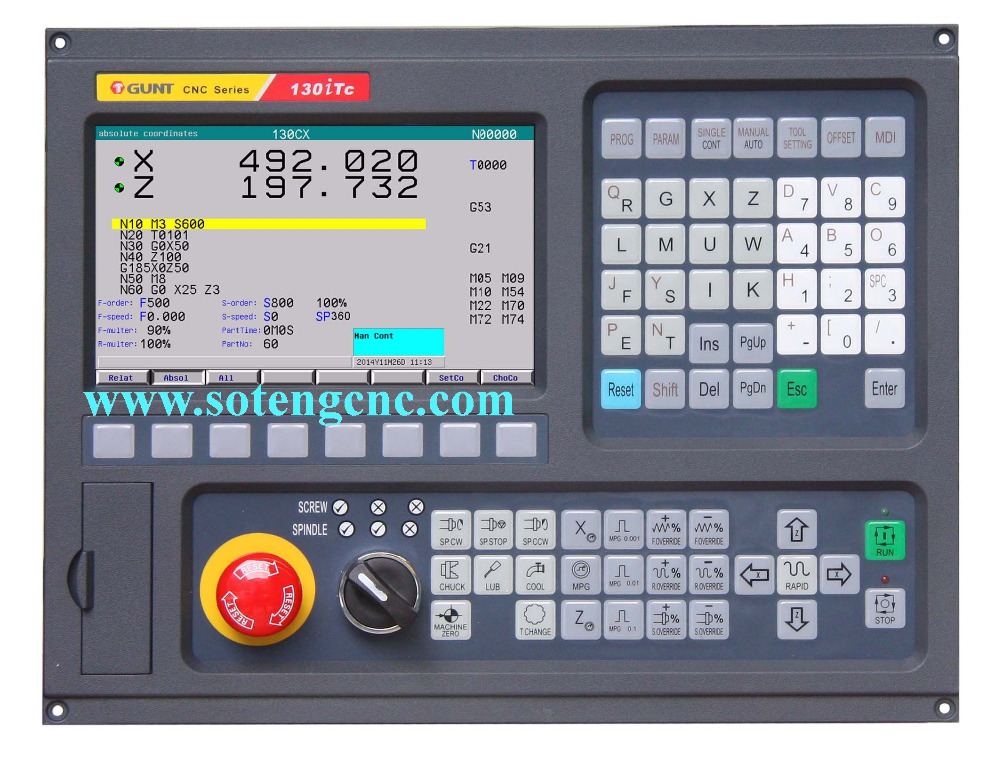 GUNT CNC Series 130iTc
absolute coordinates 130CX N00000
X 492.020 T0000
Z 197.732
G53
N10 M3 S600
N20 T0101
N30 G0X50
N40 Z100 G21
G185X0Z50
N50 M8 M05 M09
N60 G0 X25 Z3 M10 M54
F-order: F500 S-order: S800 100% M22 M70
F-speed: F0.000 S-speed: S0 SP360 M72 M74
F-multer: 90% PartTime: 0M0S Man Cont
R-multer: 100% PartNo: 60
2014Y11M26D 11:13
Relat Absol All SetCo ChoCo
www.sotengcnc.com
PROG PARAM SINGLE CONT MANUAL AUTO TOOL SETTING OFFSET MDI
Q R G X Z D 7 V 8 C 9
L M U W A 4 B 5 O 6
J F Y S I K H 1 ; 2 SPC 3
P E N T Ins PgUp + - [ 0 / .
Reset Shift Del PgDn Esc Enter
SCREW
SPINDLE
RESET RESET RESET
SP.CW SP.STOP SP.CCW X MPG 0.001 % F.OVERRIDE % F.OVERRIDE Z RUN
CHUCK LUB COOL MPG MPG 0.01 % R.OVERRIDE % R.OVERRIDE X RAPID X
MACHINE ZERO T.CHANGE Z MPG 0.1 % S.OVERRIDE % S.OVERRIDE Z STOP